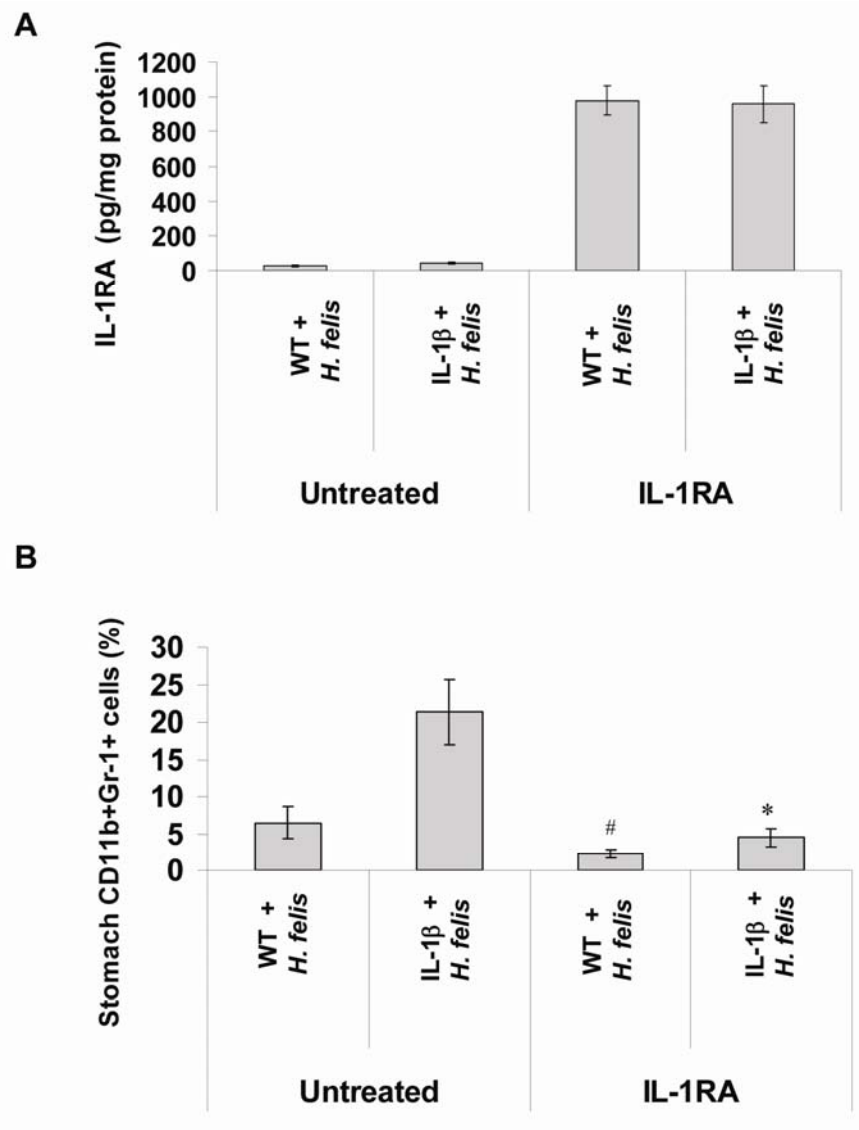 A
IL-1RA (pg/mg protein)
1200
1000
800
600
400
200
0
WT +
H. felis
IL-1β +
H. felis
WT +
H. felis
IL-1β +
H. felis
Untreated
IL-1RA
B
Stomach CD11b+Gr-1+ cells (%)
30
25
20
15
10
5
0
#
*
WT +
H. felis
IL-1β +
H. felis
WT +
H. felis
IL-1β +
H. felis
Untreated
IL-1RA